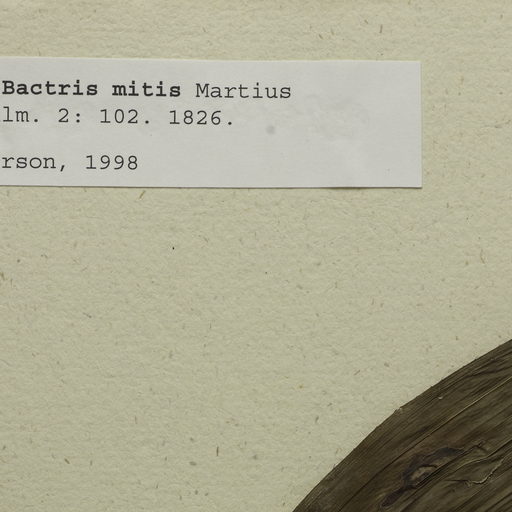 Bactris mitis Martius
lm. 2: 102. 1826.
rson, 1998